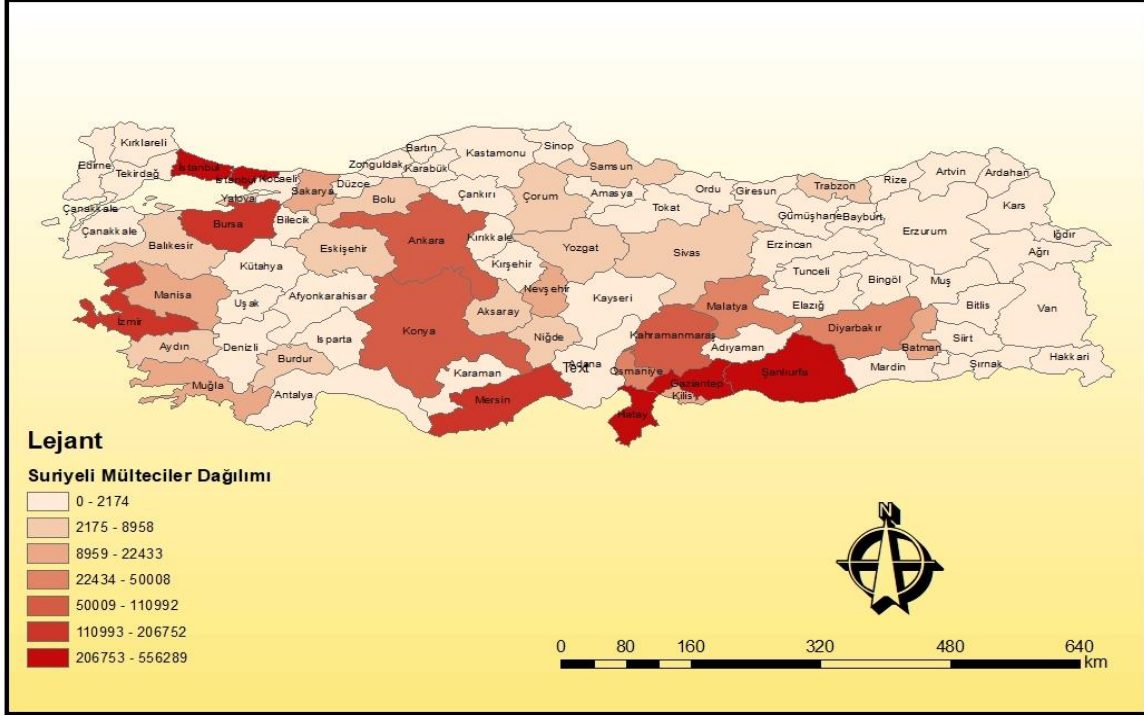 Kırklareli
Edirne
Tekirdağ
İstanbul
İstanbul
Kocaeli
Yalova
Sakarya
Düzce
Zonguldak
Bartın
Karabük
Kastamonu
Sinop
Samsun
Çankırı
Çorum
Amasya
Tokat
Ordu
Giresun
Trabzon
Rize
Artvin
Ardahan
Kars
Gümüşhane
Bayburt
Erzurum
Iğdır
Ağrı
Çanakkale
Çanakkale
Balıkesir
Bursa
Bilecik
Bolu
Eskişehir
Ankara
Kırıkkale
Kırşehir
Yozgat
Sivas
Erzincan
Tunceli
Bingöl
Muş
Bitlis
Van
Kütahya
Manisa
Uşak
Afyonkarahisar
İzmir
Aydın
Denizli
Isparta
Burdur
Muğla
Antalya
Konya
Aksaray
Nevşehir
Niğde
Kayseri
Karaman
Mersin
Adana
Text
Kahramanmaraş
Malatya
Elazığ
Adıyaman
Osmaniye
Gaziantep
Kilis
Hatay
Şanlıurfa
Diyarbakır
Batman
Siirt
Mardin
Şırnak
Hakkari
Lejant
Suriyeli Mülteciler Dağılımı
0 - 2174
2175 - 8958
8959 - 22433
22434 - 50008
50009 - 110992
110993 - 206752
206753 - 556289
N
0 80 160 320 480 640
km